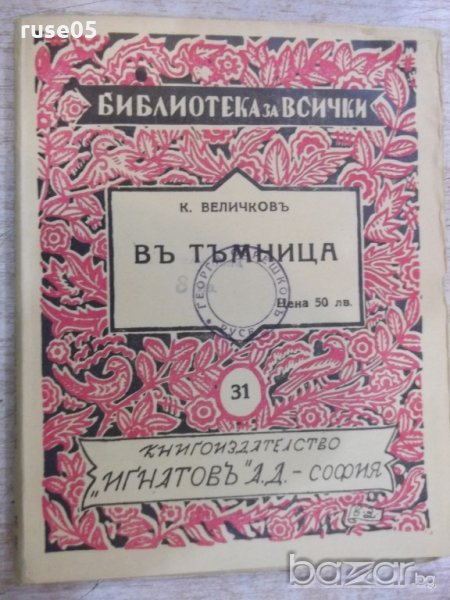 ruse05
БИБЛИОТЕКА ЗА ВСИЧКИ
К. ВЕЛИЧКОВЪ
ВЪ ТЪМНИЦА
Цена 50 лв.
31
КНИГОИЗДАТЕЛСТВО
„ИГНАТОВЪ" А.Д. – СОФИЯ
bazar.bg